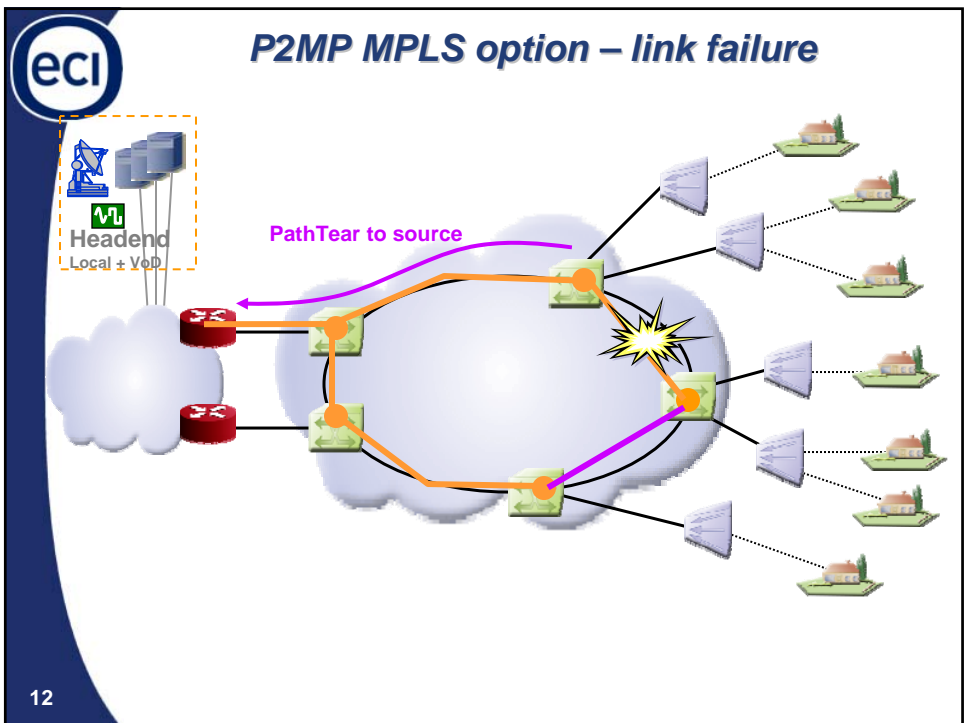 eci
P2MP MPLS option – link failure
Headend
Local + VoD
PathTear to source
12